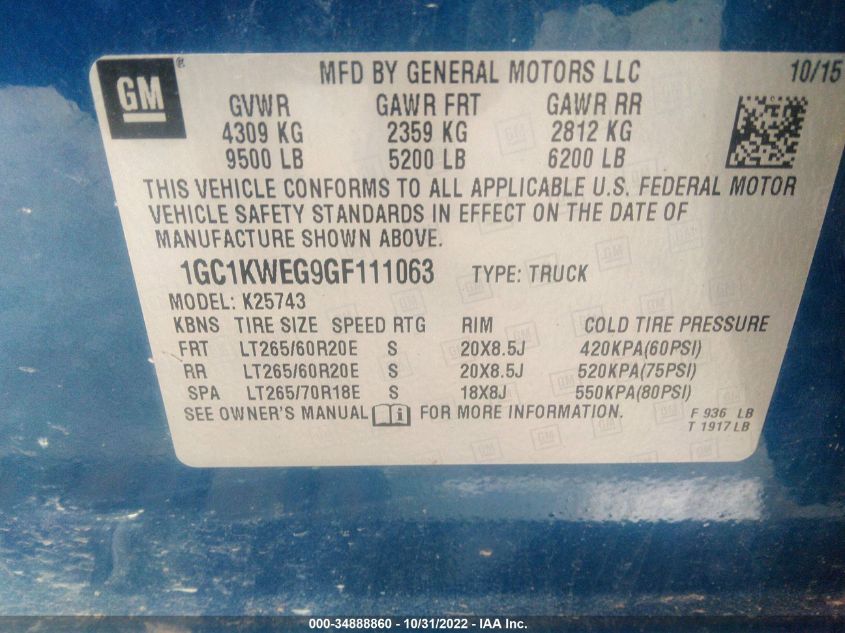 GM ®
MFD BY GENERAL MOTORS LLC 10/15
GVWR GAWR FRT GAWR RR
4309 KG 2359 KG 2812 KG
9500 LB 5200 LB 6200 LB
THIS VEHICLE CONFORMS TO ALL APPLICABLE U.S. FEDERAL MOTOR
VEHICLE SAFETY STANDARDS IN EFFECT ON THE DATE OF
MANUFACTURE SHOWN ABOVE.
1GC1KWEG9GF111063 TYPE: TRUCK
MODEL: K25743
KBNS TIRE SIZE SPEED RTG RIM COLD TIRE PRESSURE
FRT LT265/60R20E S 20X8.5J 420KPA(60PSI)
RR LT265/60R20E S 20X8.5J 520KPA(75PSI)
SPA LT265/70R18E S 18X8J 550KPA(80PSI)
SEE OWNER'S MANUAL FOR MORE INFORMATION. F 936 LB
T 1917 LB
000-34888860 - 10/31/2022 - IAA Inc.